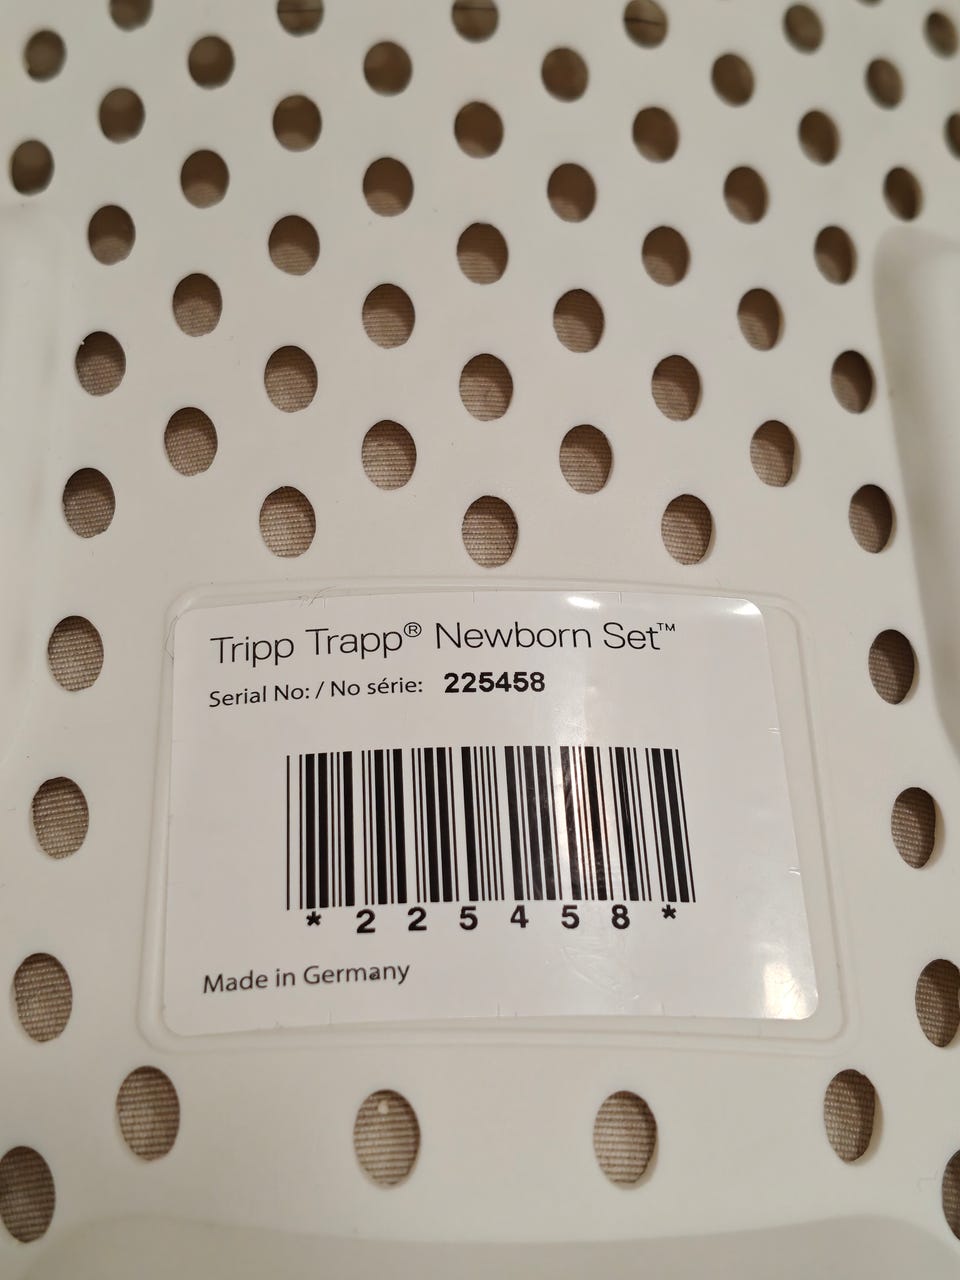 Tripp Trapp® Newborn Set™
Serial No: / No série: 225458
*225458*
Made in Germany